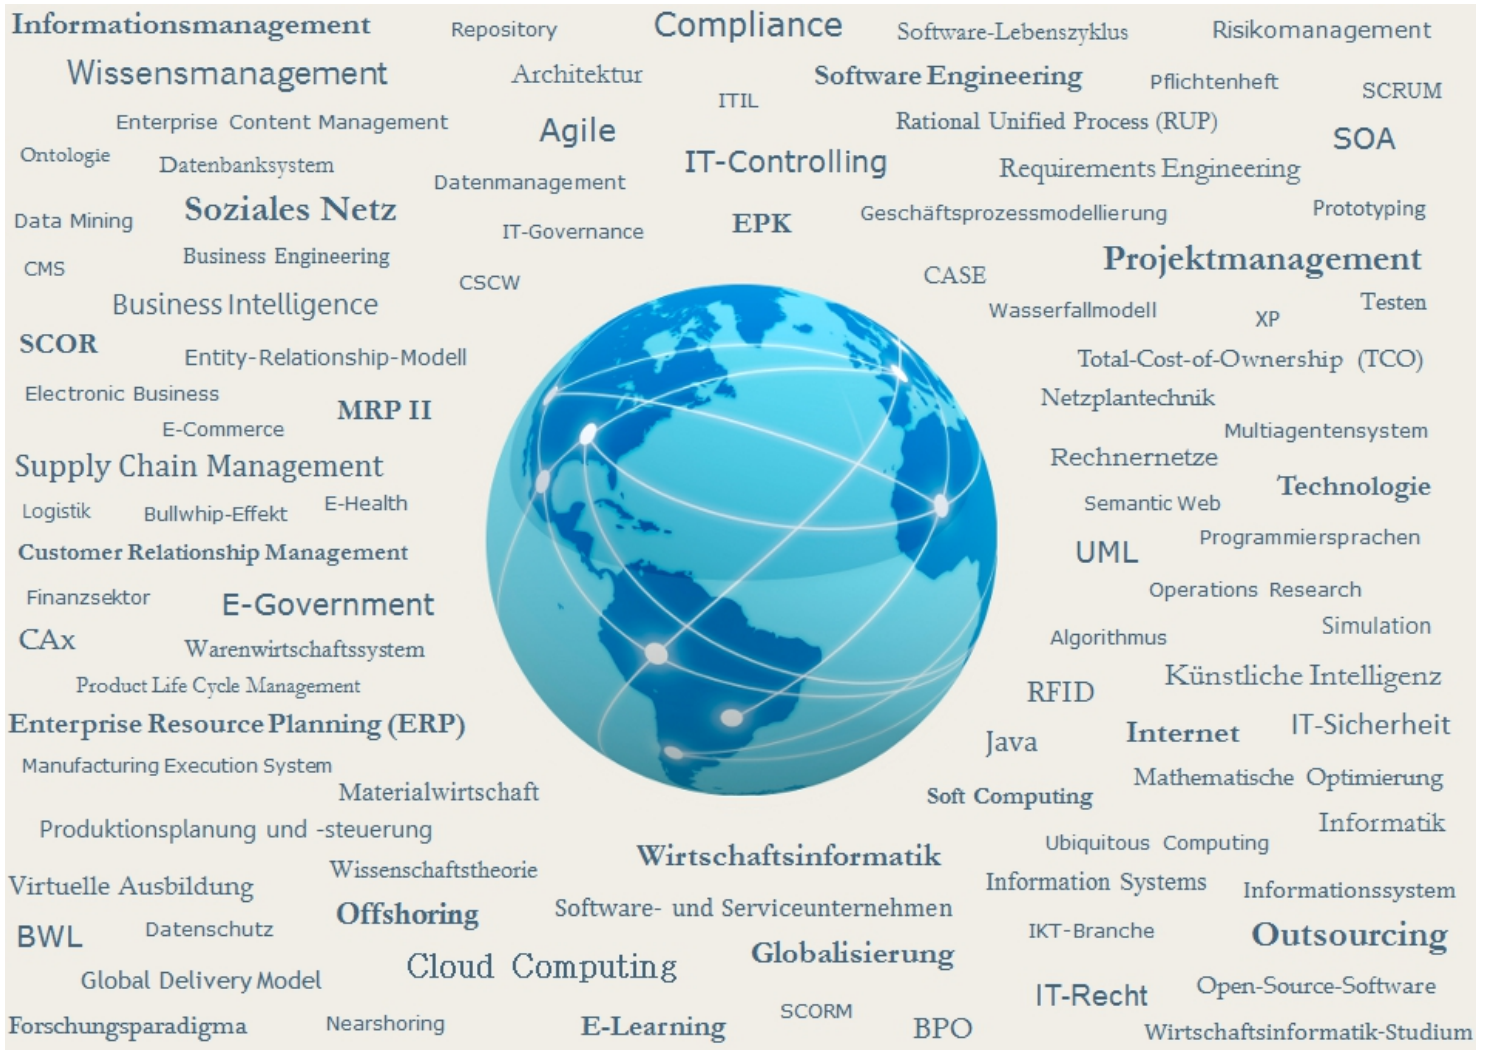 Informationsmanagement
Repository
Compliance
Software-Lebenszyklus
Risikomanagement
Wissensmanagement
Architektur
Software Engineering
Pflichtenheft
SCRUM
ITIL
Enterprise Content Management
Agile
Rational Unified Process (RUP)
SOA
Ontologie
Datenbanksystem
IT-Controlling
Requirements Engineering
Datenmanagement
Soziales Netz
Data Mining
EPK
Geschäftsprozessmodellierung
Prototyping
IT-Governance
Business Engineering
CMS
CSCW
CASE
Projektmanagement
Business Intelligence
Wasserfallmodell
XP
Testen
SCOR
Entity-Relationship-Modell
Total-Cost-of-Ownership (TCO)
Electronic Business
MRP II
Netzplantechnik
E-Commerce
Multiagentensystem
Supply Chain Management
Rechnernetze
Technologie
Logistik
Bullwhip-Effekt
E-Health
Semantic Web
Customer Relationship Management
UML
Programmiersprachen
Finanzsektor
E-Government
Operations Research
CAx
Warenwirtschaftssystem
Algorithmus
Simulation
Product Life Cycle Management
RFID
Künstliche Intelligenz
Enterprise Resource Planning (ERP)
Java
Internet
IT-Sicherheit
Manufacturing Execution System
Materialwirtschaft
Soft Computing
Mathematische Optimierung
Produktionsplanung und -steuerung
Informatik
Wirtschaftsinformatik
Ubiquitous Computing
Virtuelle Ausbildung
Wissenschaftstheorie
Information Systems
Informationssystem
Offshoring
Software- und Serviceunternehmen
BWL
Datenschutz
IKT-Branche
Outsourcing
Global Delivery Model
Cloud Computing
Globalisierung
IT-Recht
Open-Source-Software
Forschungsparadigma
Nearshoring
E-Learning
SCORM
BPO
Wirtschaftsinformatik-Studium